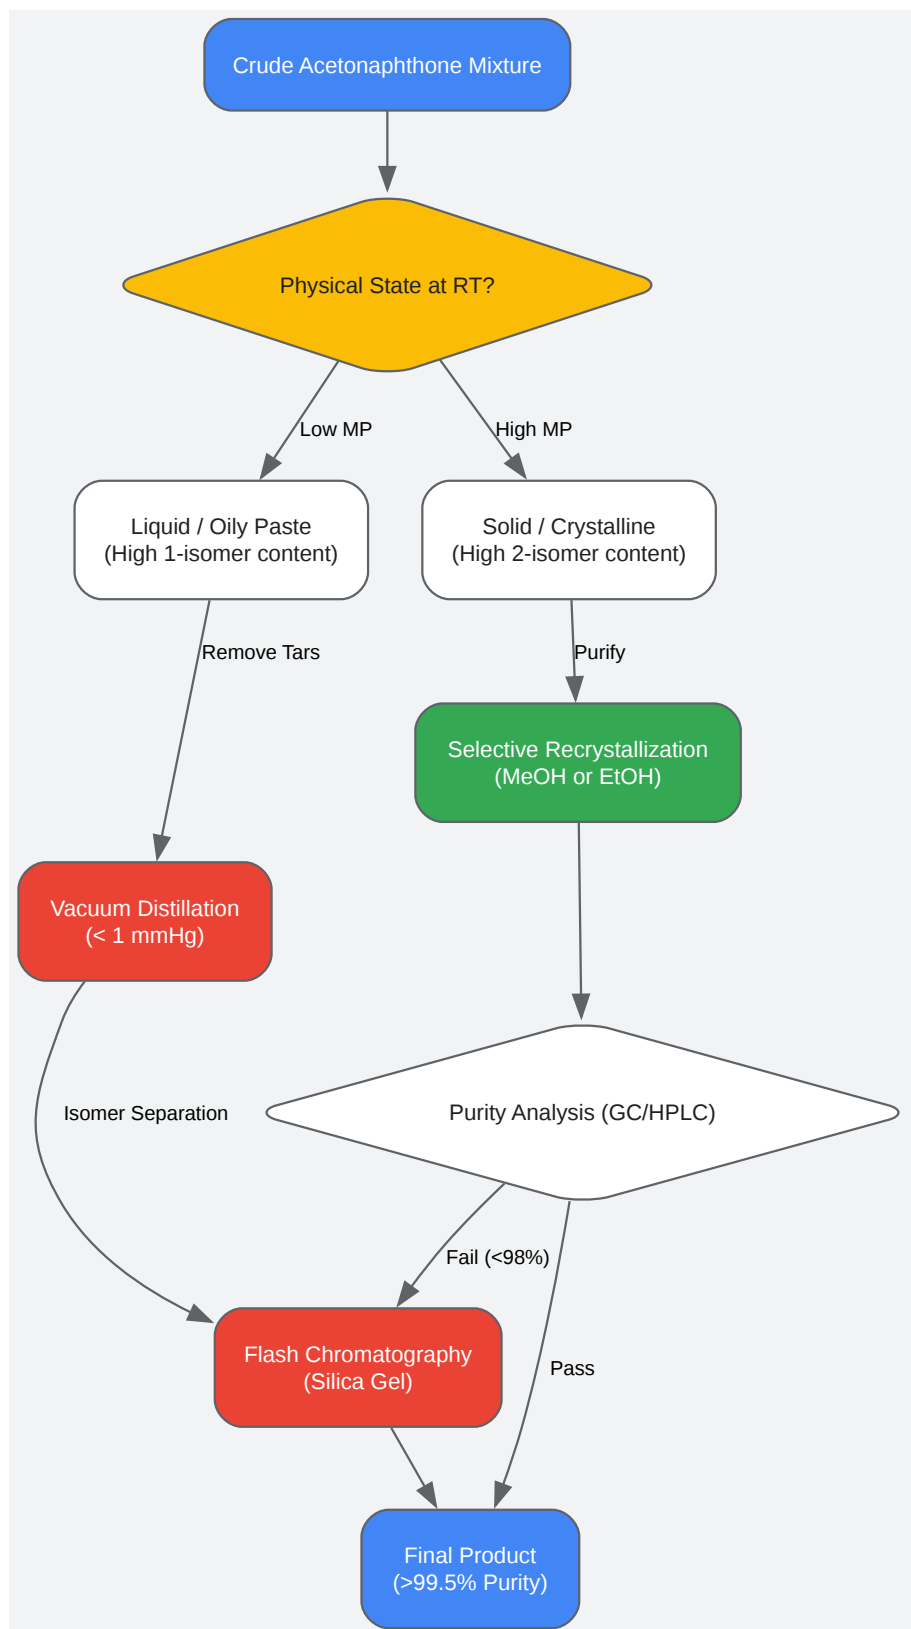 Crude Acetonaphthone Mixture
Physical State at RT?
Low MP
High MP
Liquid / Oily Paste
(High 1-isomer content)
Solid / Crystalline
(High 2-isomer content)
Remove Tars
Purify
Selective Recrystallization
(MeOH or EtOH)
Vacuum Distillation
(< 1 mmHg)
Isomer Separation
Purity Analysis (GC/HPLC)
Fail (<98%)
Flash Chromatography
(Silica Gel)
Pass
Final Product
(>99.5% Purity)